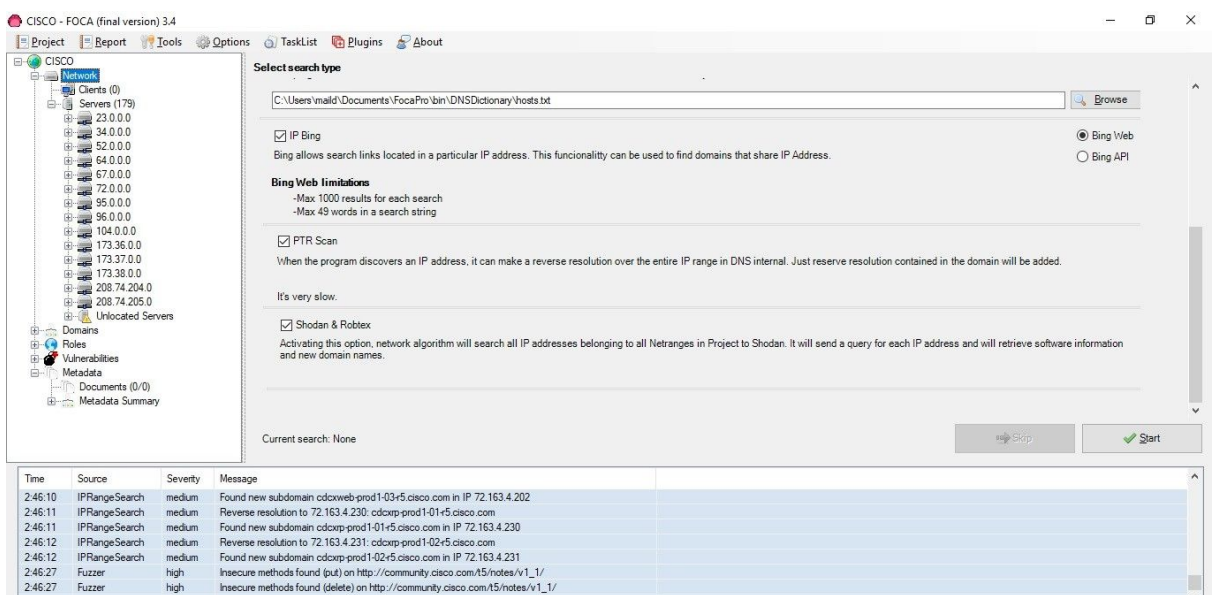 CISCO - FOCA (final version) 3.4
Project Report Tools Options TaskList Plugins About
CISCO
Network
Clients (0)
Servers (179)
23.0.0.0
34.0.0.0
52.0.0.0
64.0.0.0
67.0.0.0
72.0.0.0
95.0.0.0
96.0.0.0
104.0.0.0
173.36.0.0
173.37.0.0
173.38.0.0
208.74.204.0
208.74.205.0
Unlocated Servers
Domains
Roles
Vulnerabilities
Metadata
Documents (0/0)
Metadata Summary
Select search type
C:\Users\maild\Documents\FocaPro\bin\DNSDictionary\hosts.txt
Browse
IP Bing
Bing Web
Bing allows search links located in a particular IP address. This funcionalitty can be used to find domains that share IP Address.
Bing API
Bing Web limitations
-Max 1000 results for each search
-Max 49 words in a search string
PTR Scan
When the program discovers an IP address, it can make a reverse resolution over the entire IP range in DNS internal. Just reserve resolution contained in the domain will be added.
It's very slow.
Shodan & Robtex
Activating this option, network algorithm will search all IP addresses belonging to all Netranges in Project to Shodan. It will send a query for each IP address and will retrieve software information
and new domain names.
Current search: None
Skip
Start
Time Source Severity Message
2:46:10 IPRangeSearch medium Found new subdomain cdcxweb-prod1-03-r5.cisco.com in IP 72.163.4.202
2:46:11 IPRangeSearch medium Reverse resolution to 72.163.4.230: cdcxrp-prod1-01-r5.cisco.com
2:46:11 IPRangeSearch medium Found new subdomain cdcxrp-prod1-01-r5.cisco.com in IP 72.163.4.230
2:46:12 IPRangeSearch medium Reverse resolution to 72.163.4.231: cdcxrp-prod1-02-r5.cisco.com
2:46:12 IPRangeSearch medium Found new subdomain cdcxrp-prod1-02-r5.cisco.com in IP 72.163.4.231
2:46:27 Fuzzer high Insecure methods found (put) on http://community.cisco.com/t5/notes/v1_1/
2:46:27 Fuzzer high Insecure methods found (delete) on http://community.cisco.com/t5/notes/v1_1/